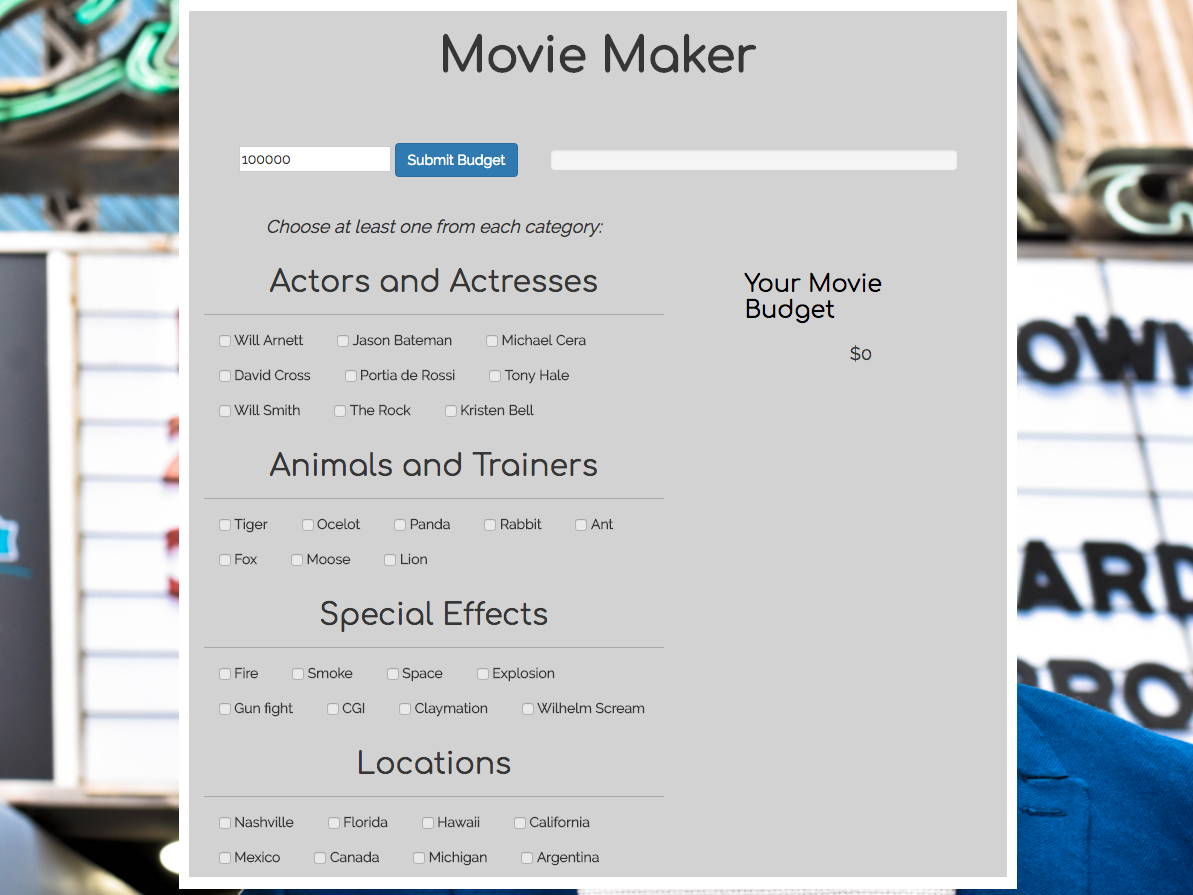 Movie Maker
100000 Submit Budget
Choose at least one from each category:
Actors and Actresses
Will Arnett Jason Bateman Michael Cera
David Cross Portia de Rossi Tony Hale
Will Smith The Rock Kristen Bell
Animals and Trainers
Tiger Ocelot Panda Rabbit Ant
Fox Moose Lion
Special Effects
Fire Smoke Space Explosion
Gun fight CGI Claymation Wilhelm Scream
Locations
Nashville Florida Hawaii California
Mexico Canada Michigan Argentina
Your Movie
Budget
$0